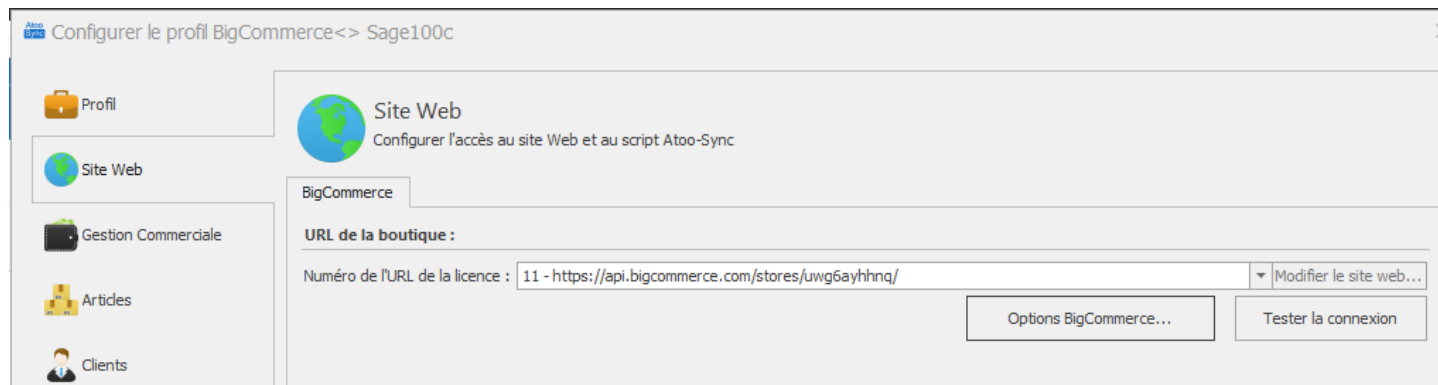 Atoo
Sync
Configurer le profil BigCommerce<> Sage100c
Profil
Site Web
Configurer l'accès au site Web et au script Atoo-Sync
Site Web
BigCommerce
Gestion Commerciale
URL de la boutique :
Numéro de l'URL de la licence : 11 - https://api.bigcommerce.com/stores/uwg6ayhhnq/ Modifier le site web...
Articles
Options BigCommerce... Tester la connexion
Clients